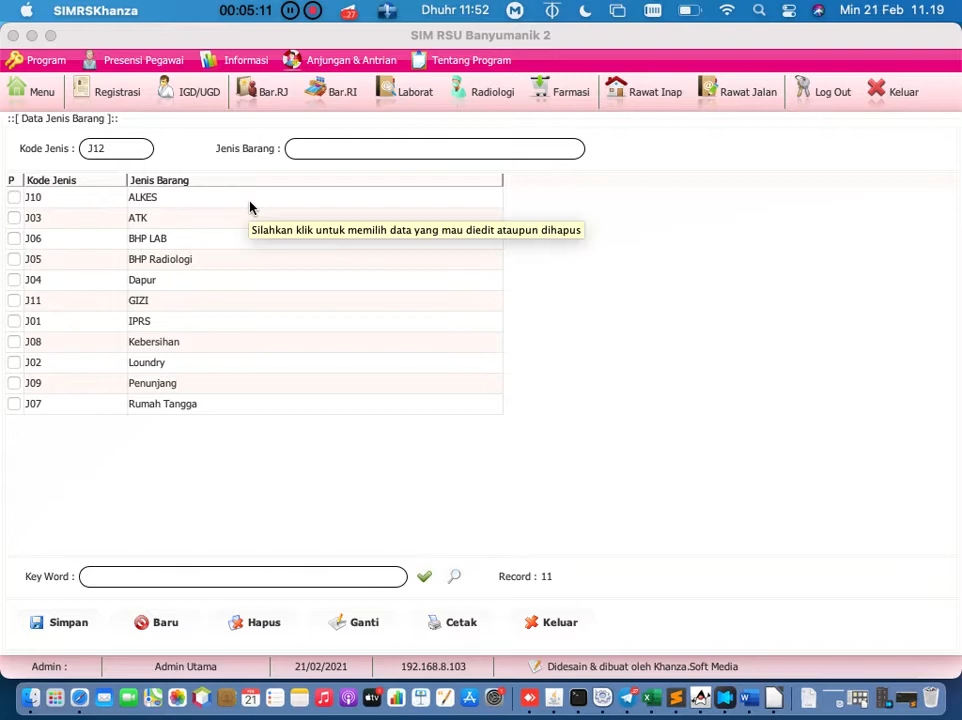 SIMRSKhanza 00:05:11 27 Dhuhr 11:52 Min 21 Feb 11.19
SIM RSU Banyumanik 2
Program Presensi Pegawai Informasi Anjungan & Antrian Tentang Program
Menu Registrasi IGD/UGD Bar.RJ Bar.RI Laborat Radiologi Farmasi Rawat Inap Rawat Jalan Log Out Keluar
::[ Data Jenis Barang ]::
Kode Jenis : J12 Jenis Barang :
P Kode Jenis Jenis Barang
J10 ALKES
J03 ATK
Silahkan klik untuk memilih data yang mau diedit ataupun dihapus
J06 BHP LAB
J05 BHP Radiologi
J04 Dapur
J11 GIZI
J01 IPRS
J08 Kebersihan
J02 Loundry
J09 Penunjang
J07 Rumah Tangga
Key Word : Record : 11
Simpan Baru Hapus Ganti Cetak Keluar
Admin : Admin Utama 21/02/2021 192.168.8.103 Didesain & dibuat oleh Khanza.Soft Media